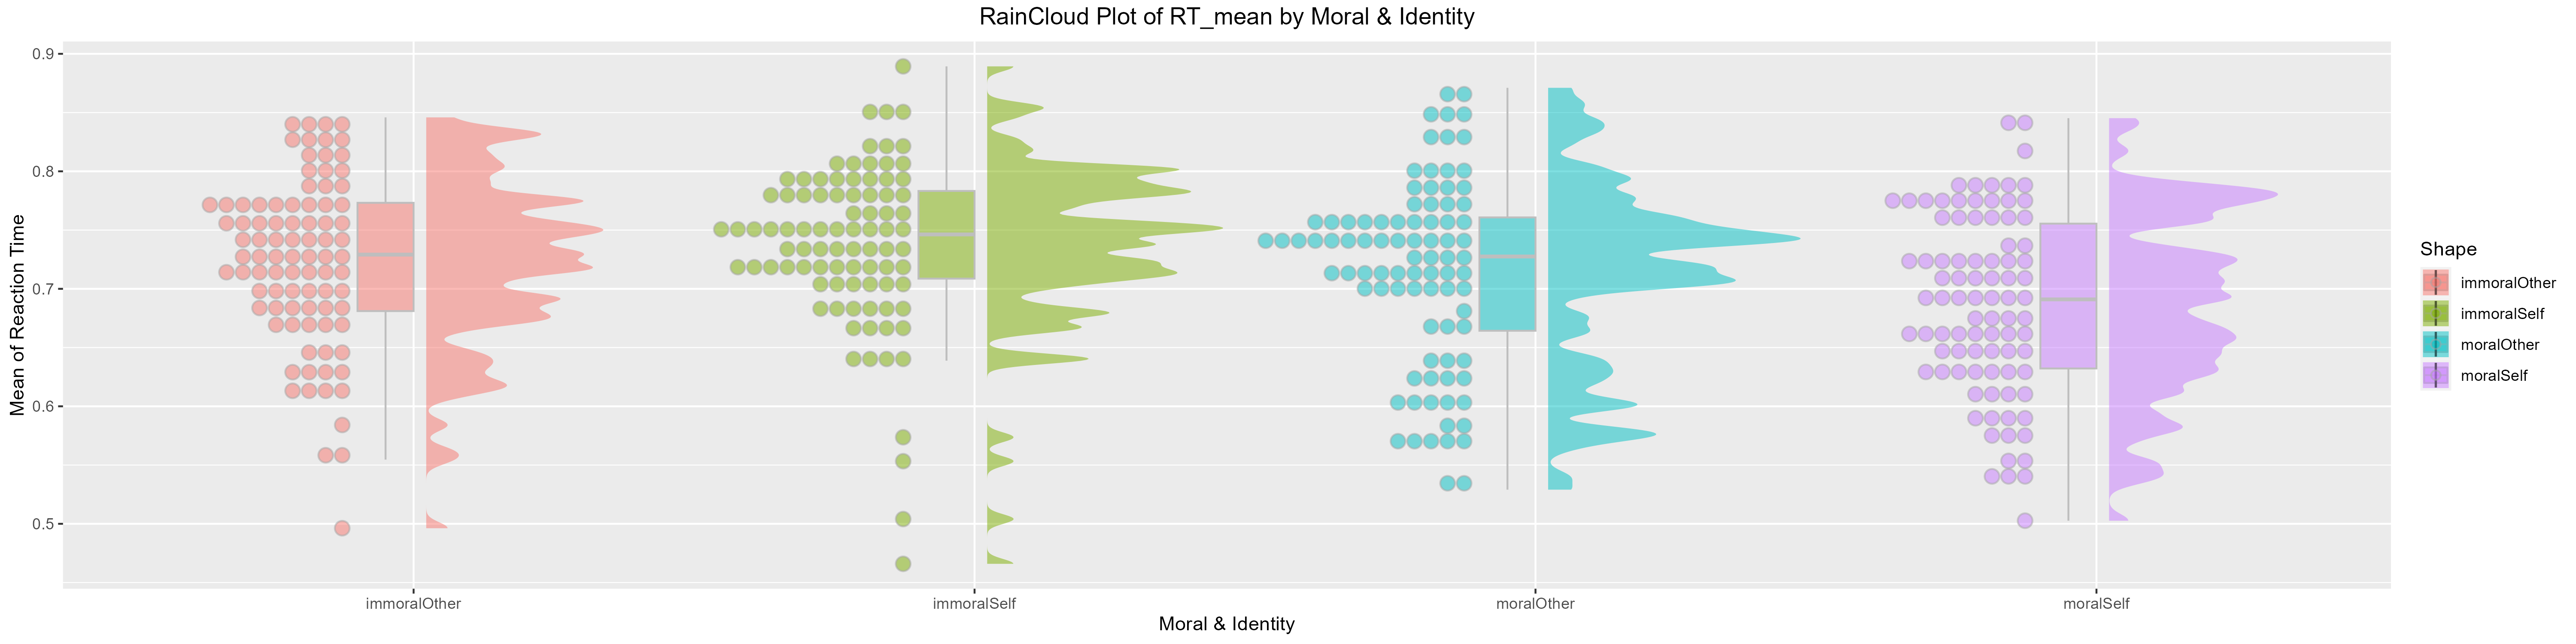 RainCloud Plot of RT_mean by Moral & Identity
Mean of Reaction Time
0.9
0.8
0.7
0.6
0.5
immoralOther
immoralSelf
moralOther
moralSelf
Moral & Identity
Shape
immoralOther
immoralSelf
moralOther
moralSelf